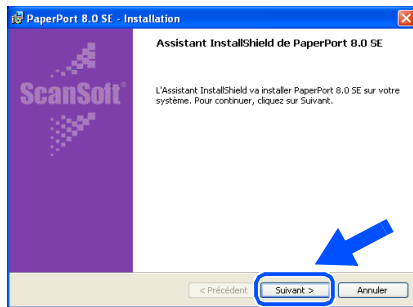 PaperPort 8.0 SE - Installation
Assistant InstallShield de PaperPort 8.0 SE
ScanSoft®
L'Assistant InstallShield va installer PaperPort 8.0 SE sur votre
système. Pour continuer, cliquez sur Suivant.
< Précédent Suivant > Annuler